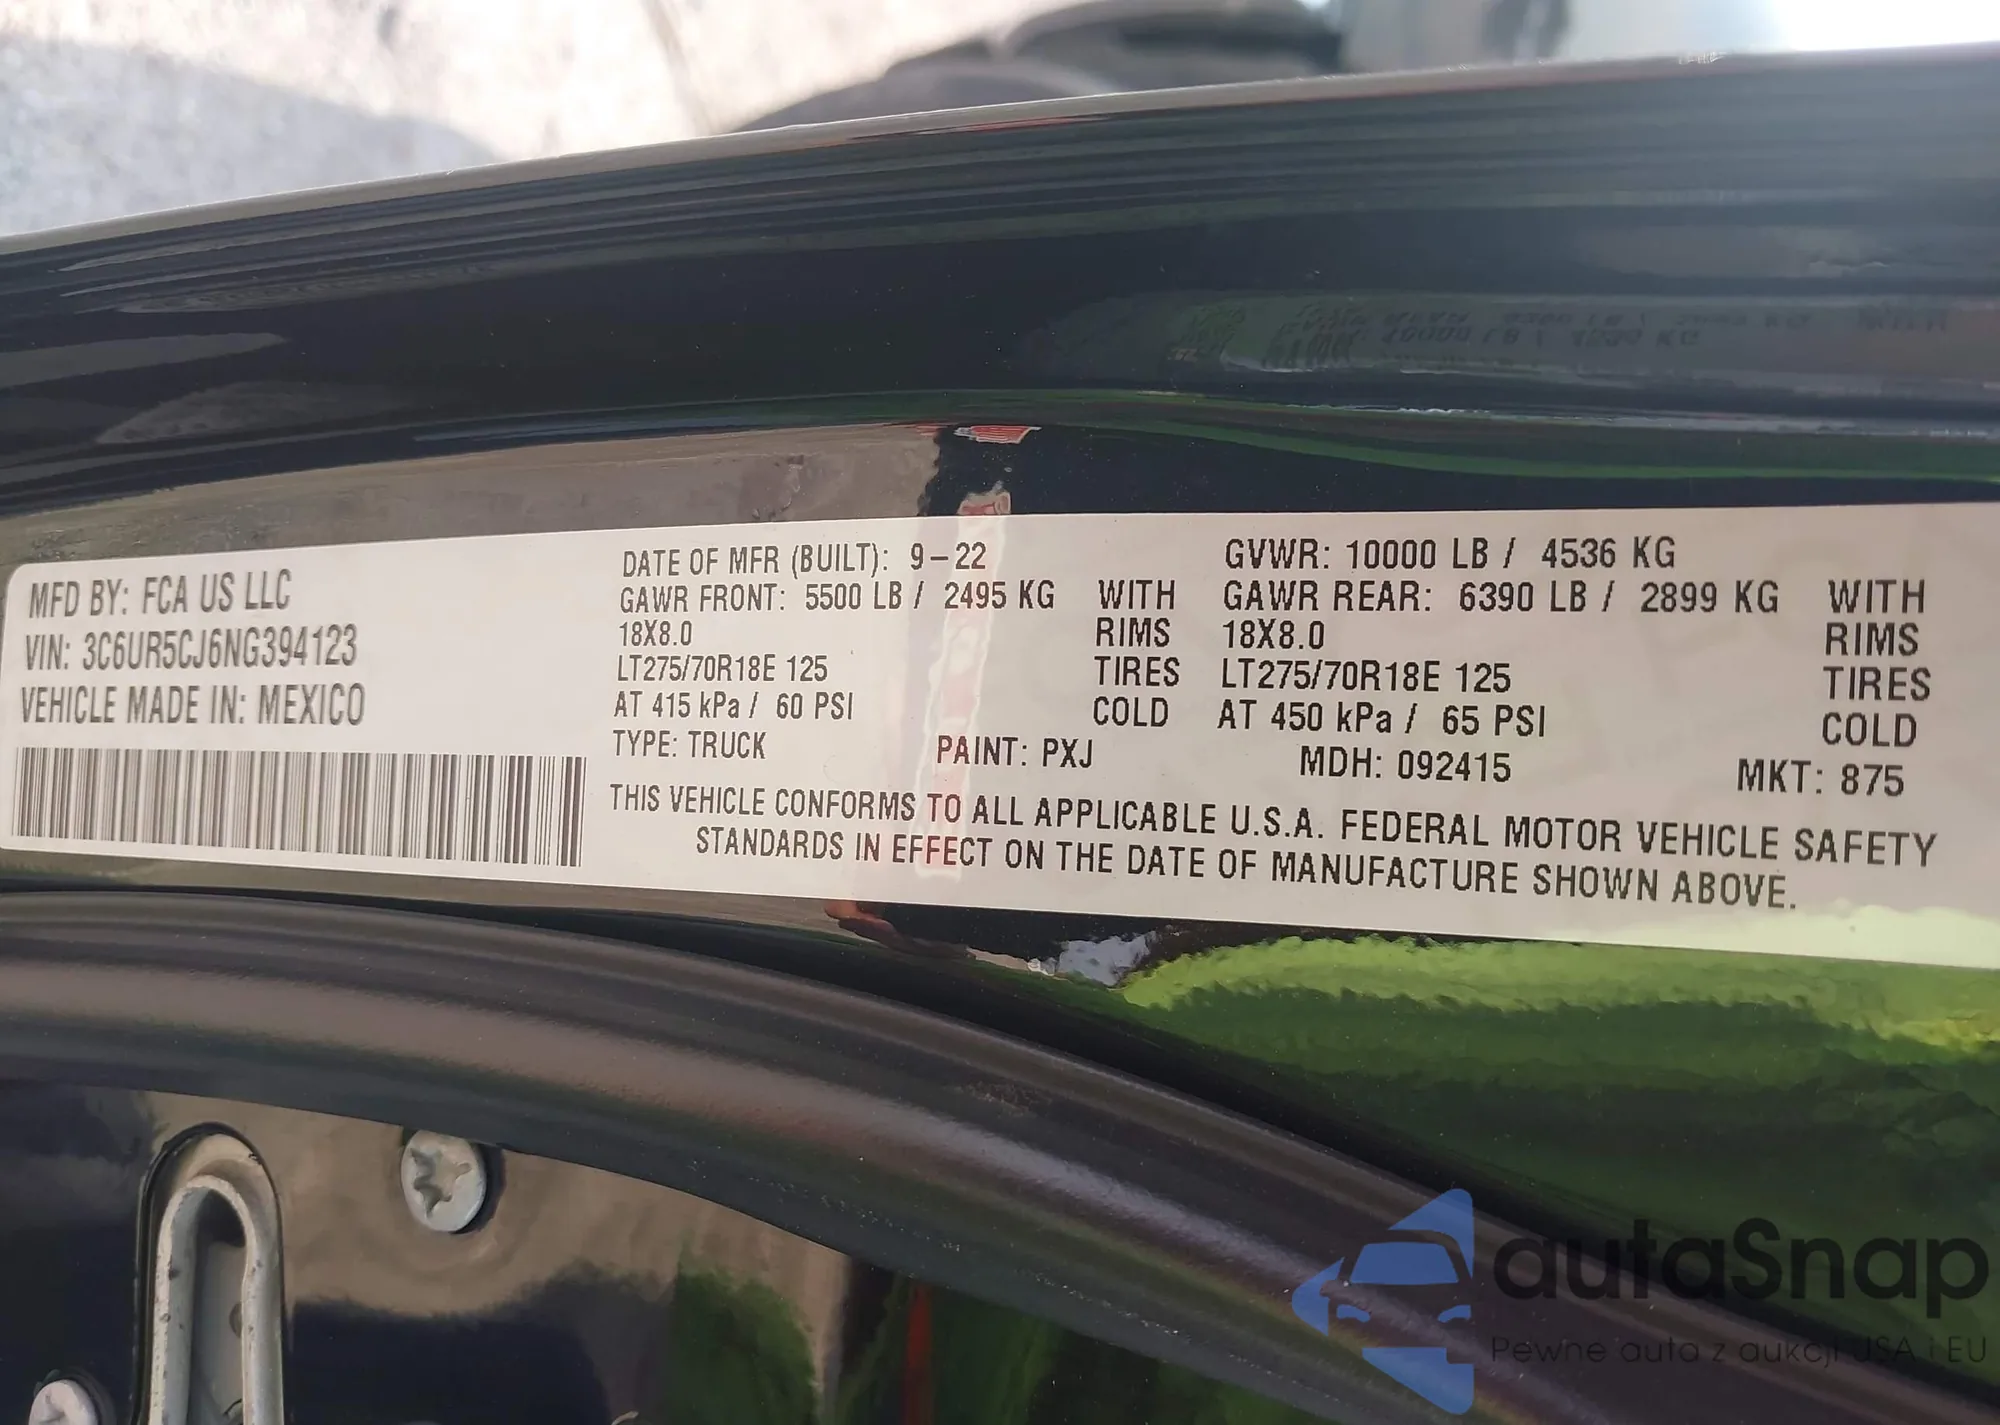 MFD BY: FCA US LLC
VIN: 3C6UR5CJ6NG394123
VEHICLE MADE IN: MEXICO
DATE OF MFR (BUILT): 9-22 GVWR: 10000 LB / 4536 KG
GAWR FRONT: 5500 LB / 2495 KG WITH GAWR REAR: 6390 LB / 2899 KG WITH
18X8.0 RIMS 18X8.0 RIMS
LT275/70R18E 125 TIRES LT275/70R18E 125 TIRES
AT 415 kPa / 60 PSI COLD AT 450 kPa / 65 PSI COLD
TYPE: TRUCK PAINT: PXJ MDH: 092415 MKT: 875
THIS VEHICLE CONFORMS TO ALL APPLICABLE U.S.A. FEDERAL MOTOR VEHICLE SAFETY
STANDARDS IN EFFECT ON THE DATE OF MANUFACTURE SHOWN ABOVE.
autaSnap
Pewne auta z aukcji USA i EU